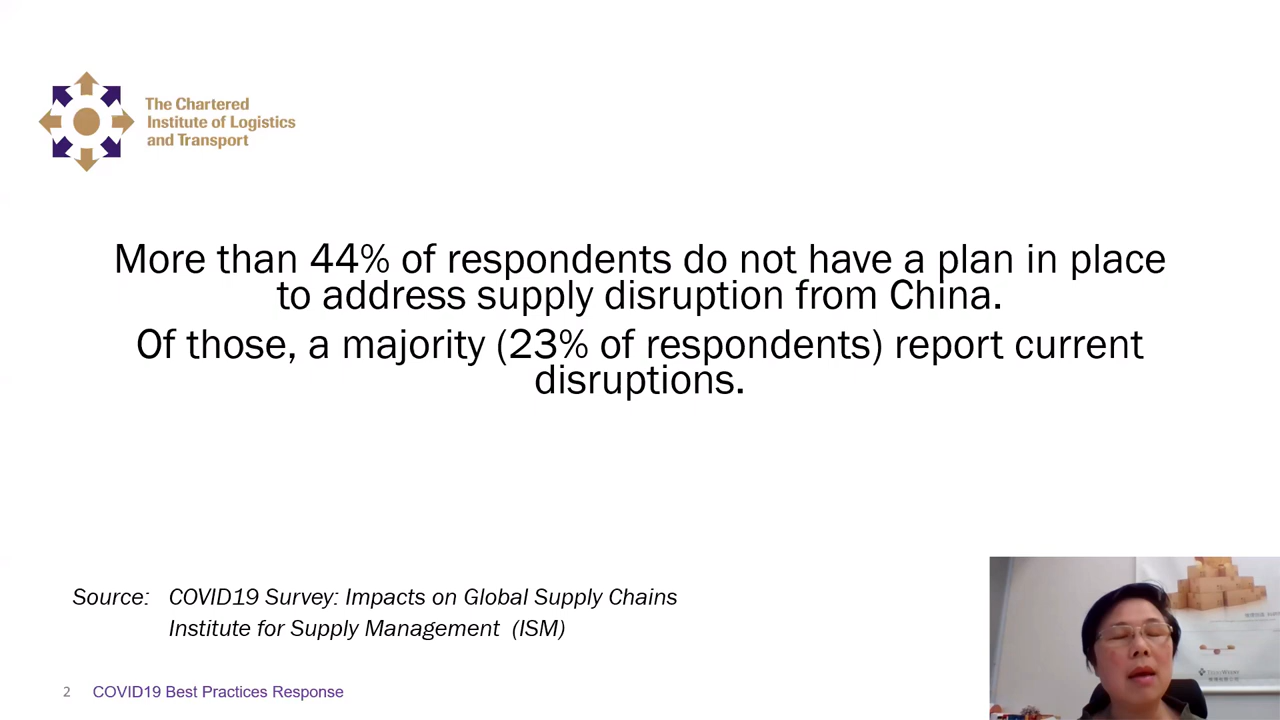 The Chartered
Institute of Logistics
and Transport
More than 44% of respondents do not have a plan in place
to address supply disruption from China.
Of those, a majority (23% of respondents) report current
disruptions.
Source: COVID19 Survey: Impacts on Global Supply Chains
Institute for Supply Management (ISM)
2 COVID19 Best Practices Response